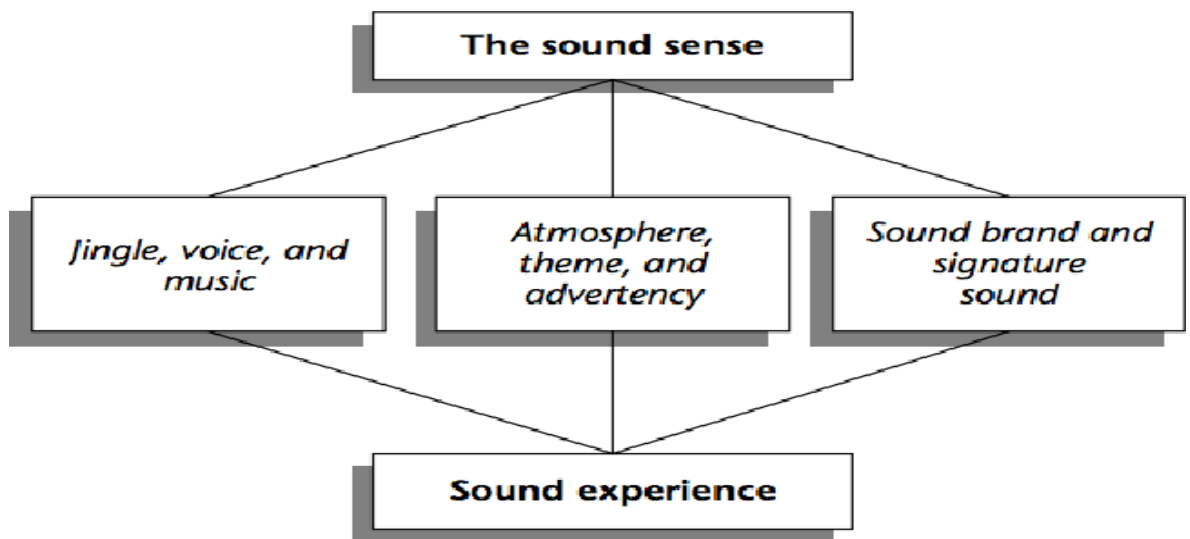 The sound sense
Jingle, voice, and
music
Atmosphere,
theme, and
advertency
Sound brand and
signature
sound
Sound experience